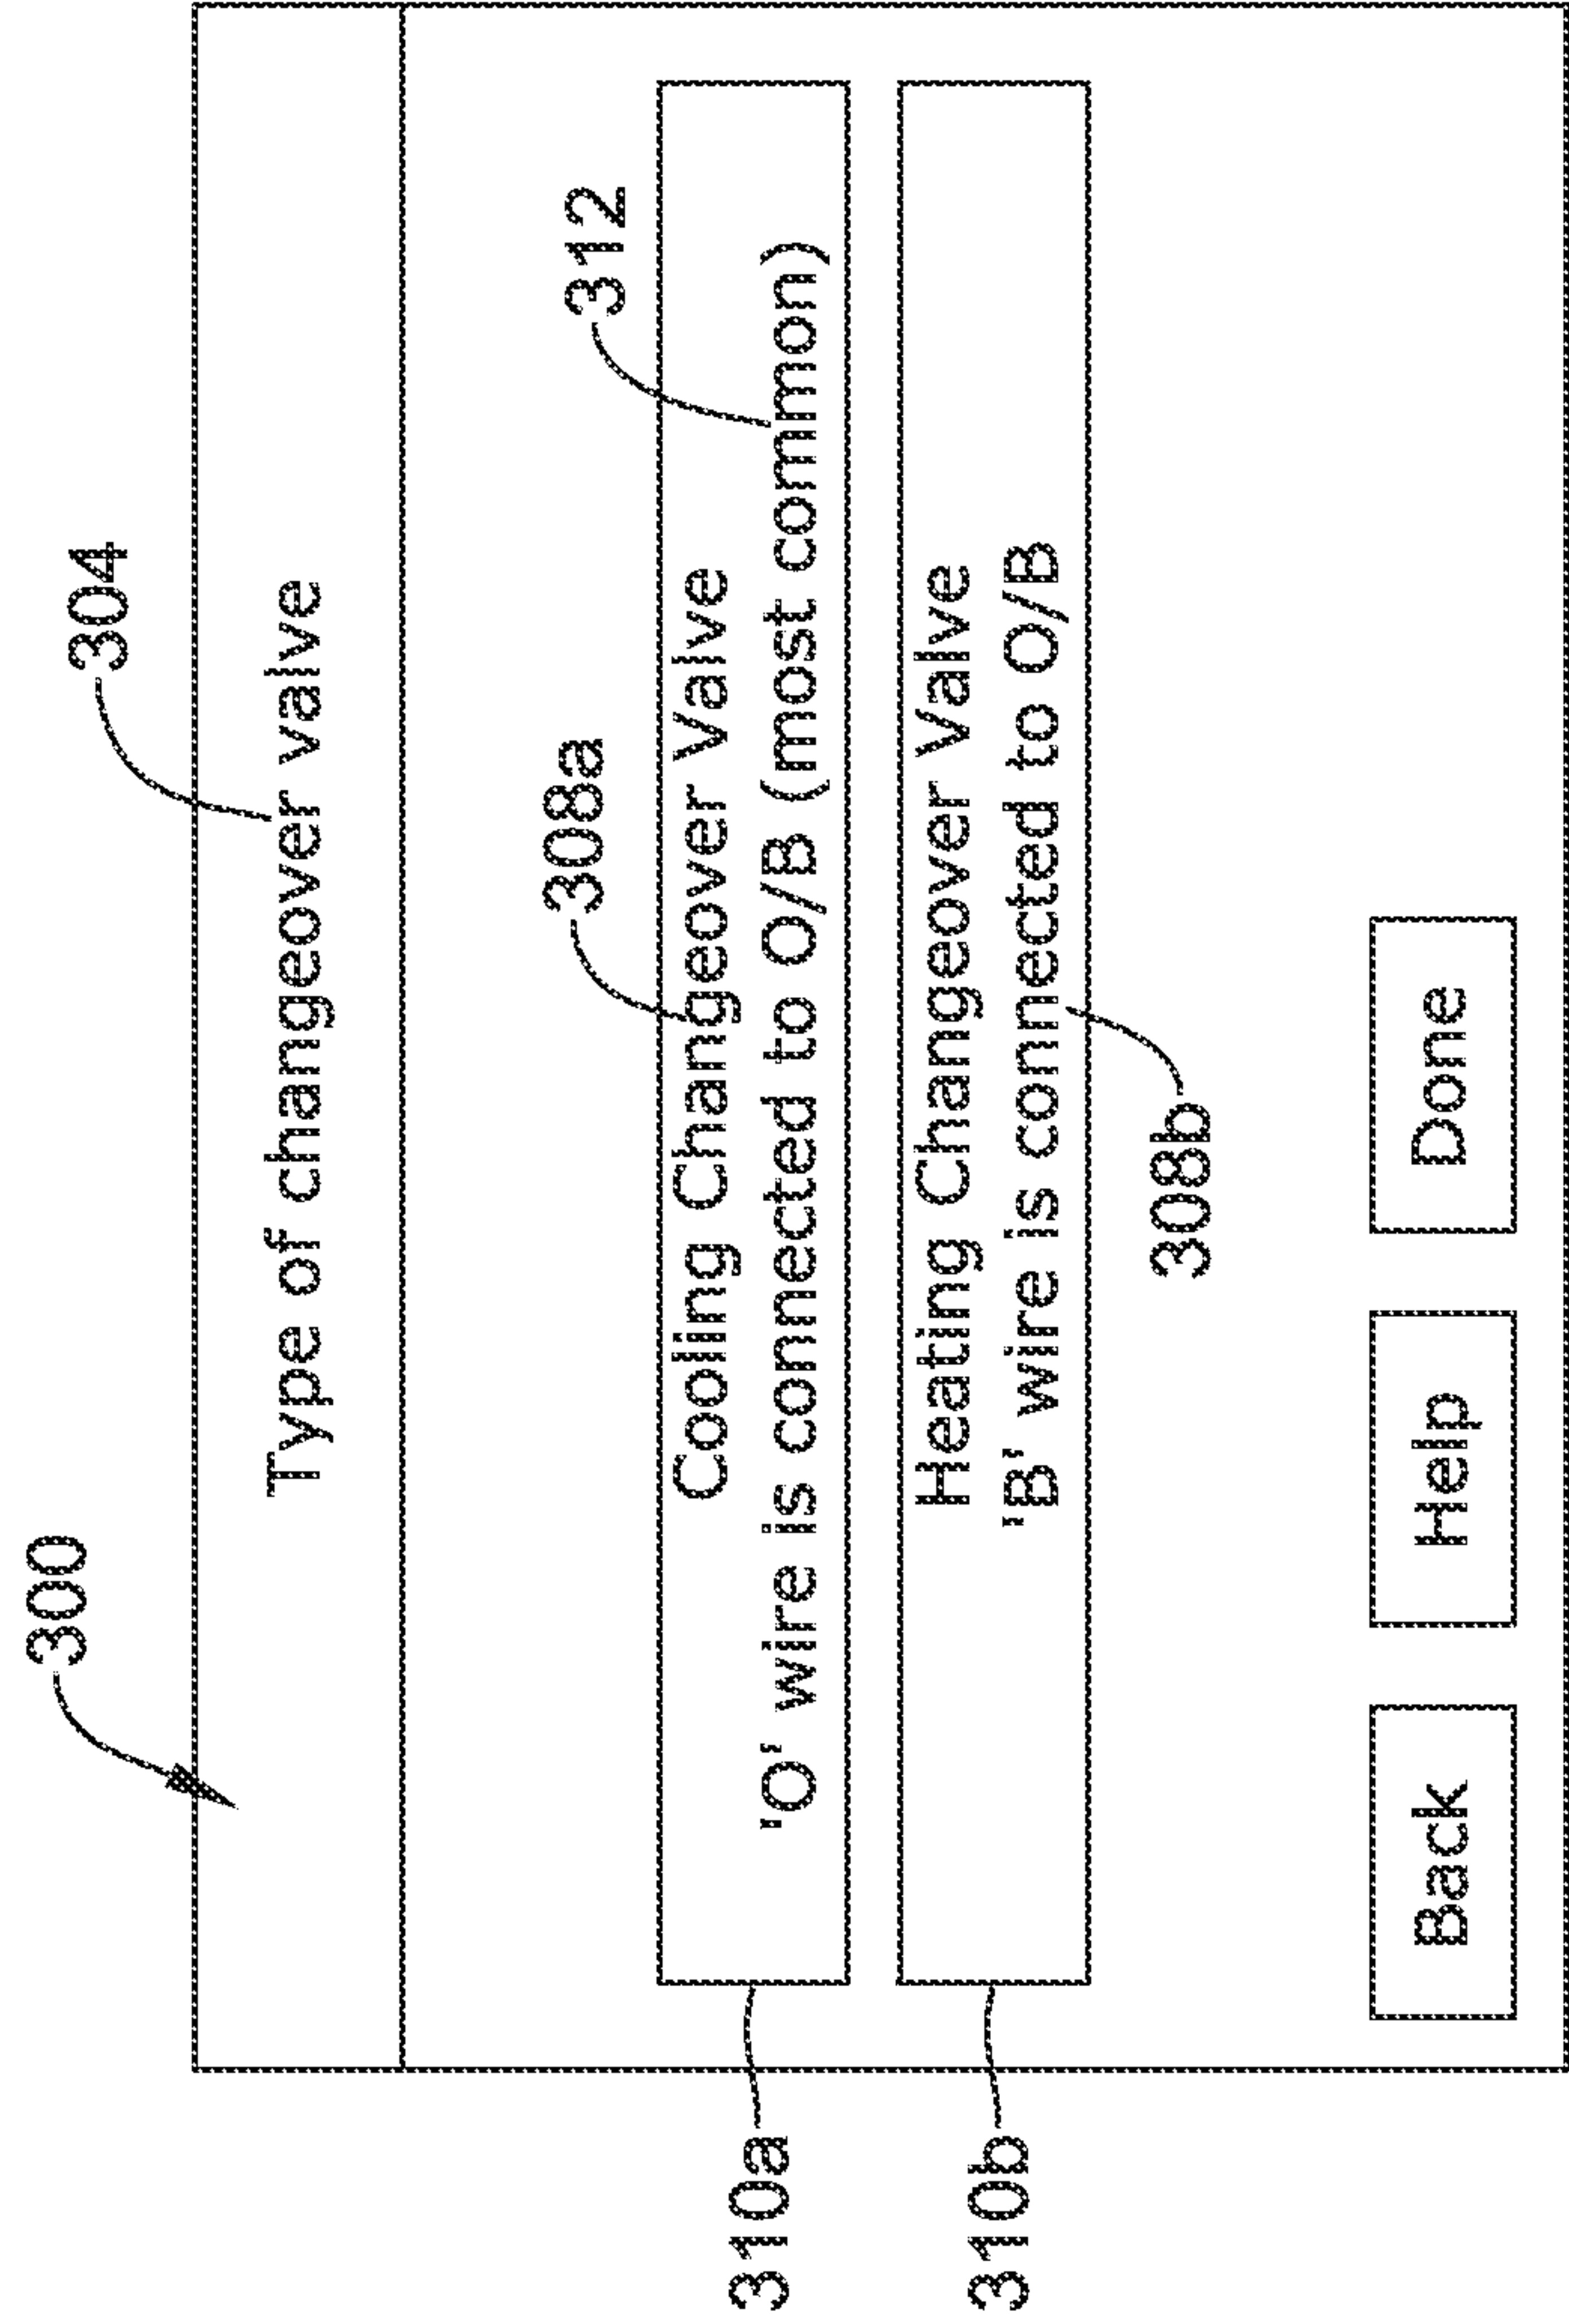 300
304
Type of changeover valve
308a
312
310a
Cooling Changeover Valve
'O' wire is connected to O/B (most common)
310b
Heating Changeover Valve
'B' wire is connected to O/B
308b
Back
Help
Done